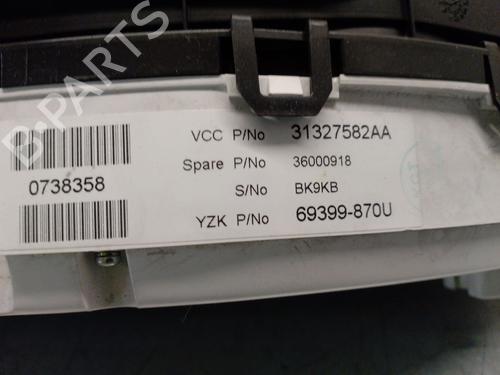 B-PARTS
VCC P/No 31327582AA
Spare P/No 36000918
0738358
S/No BK9KB
YZK P/No 69399-870U